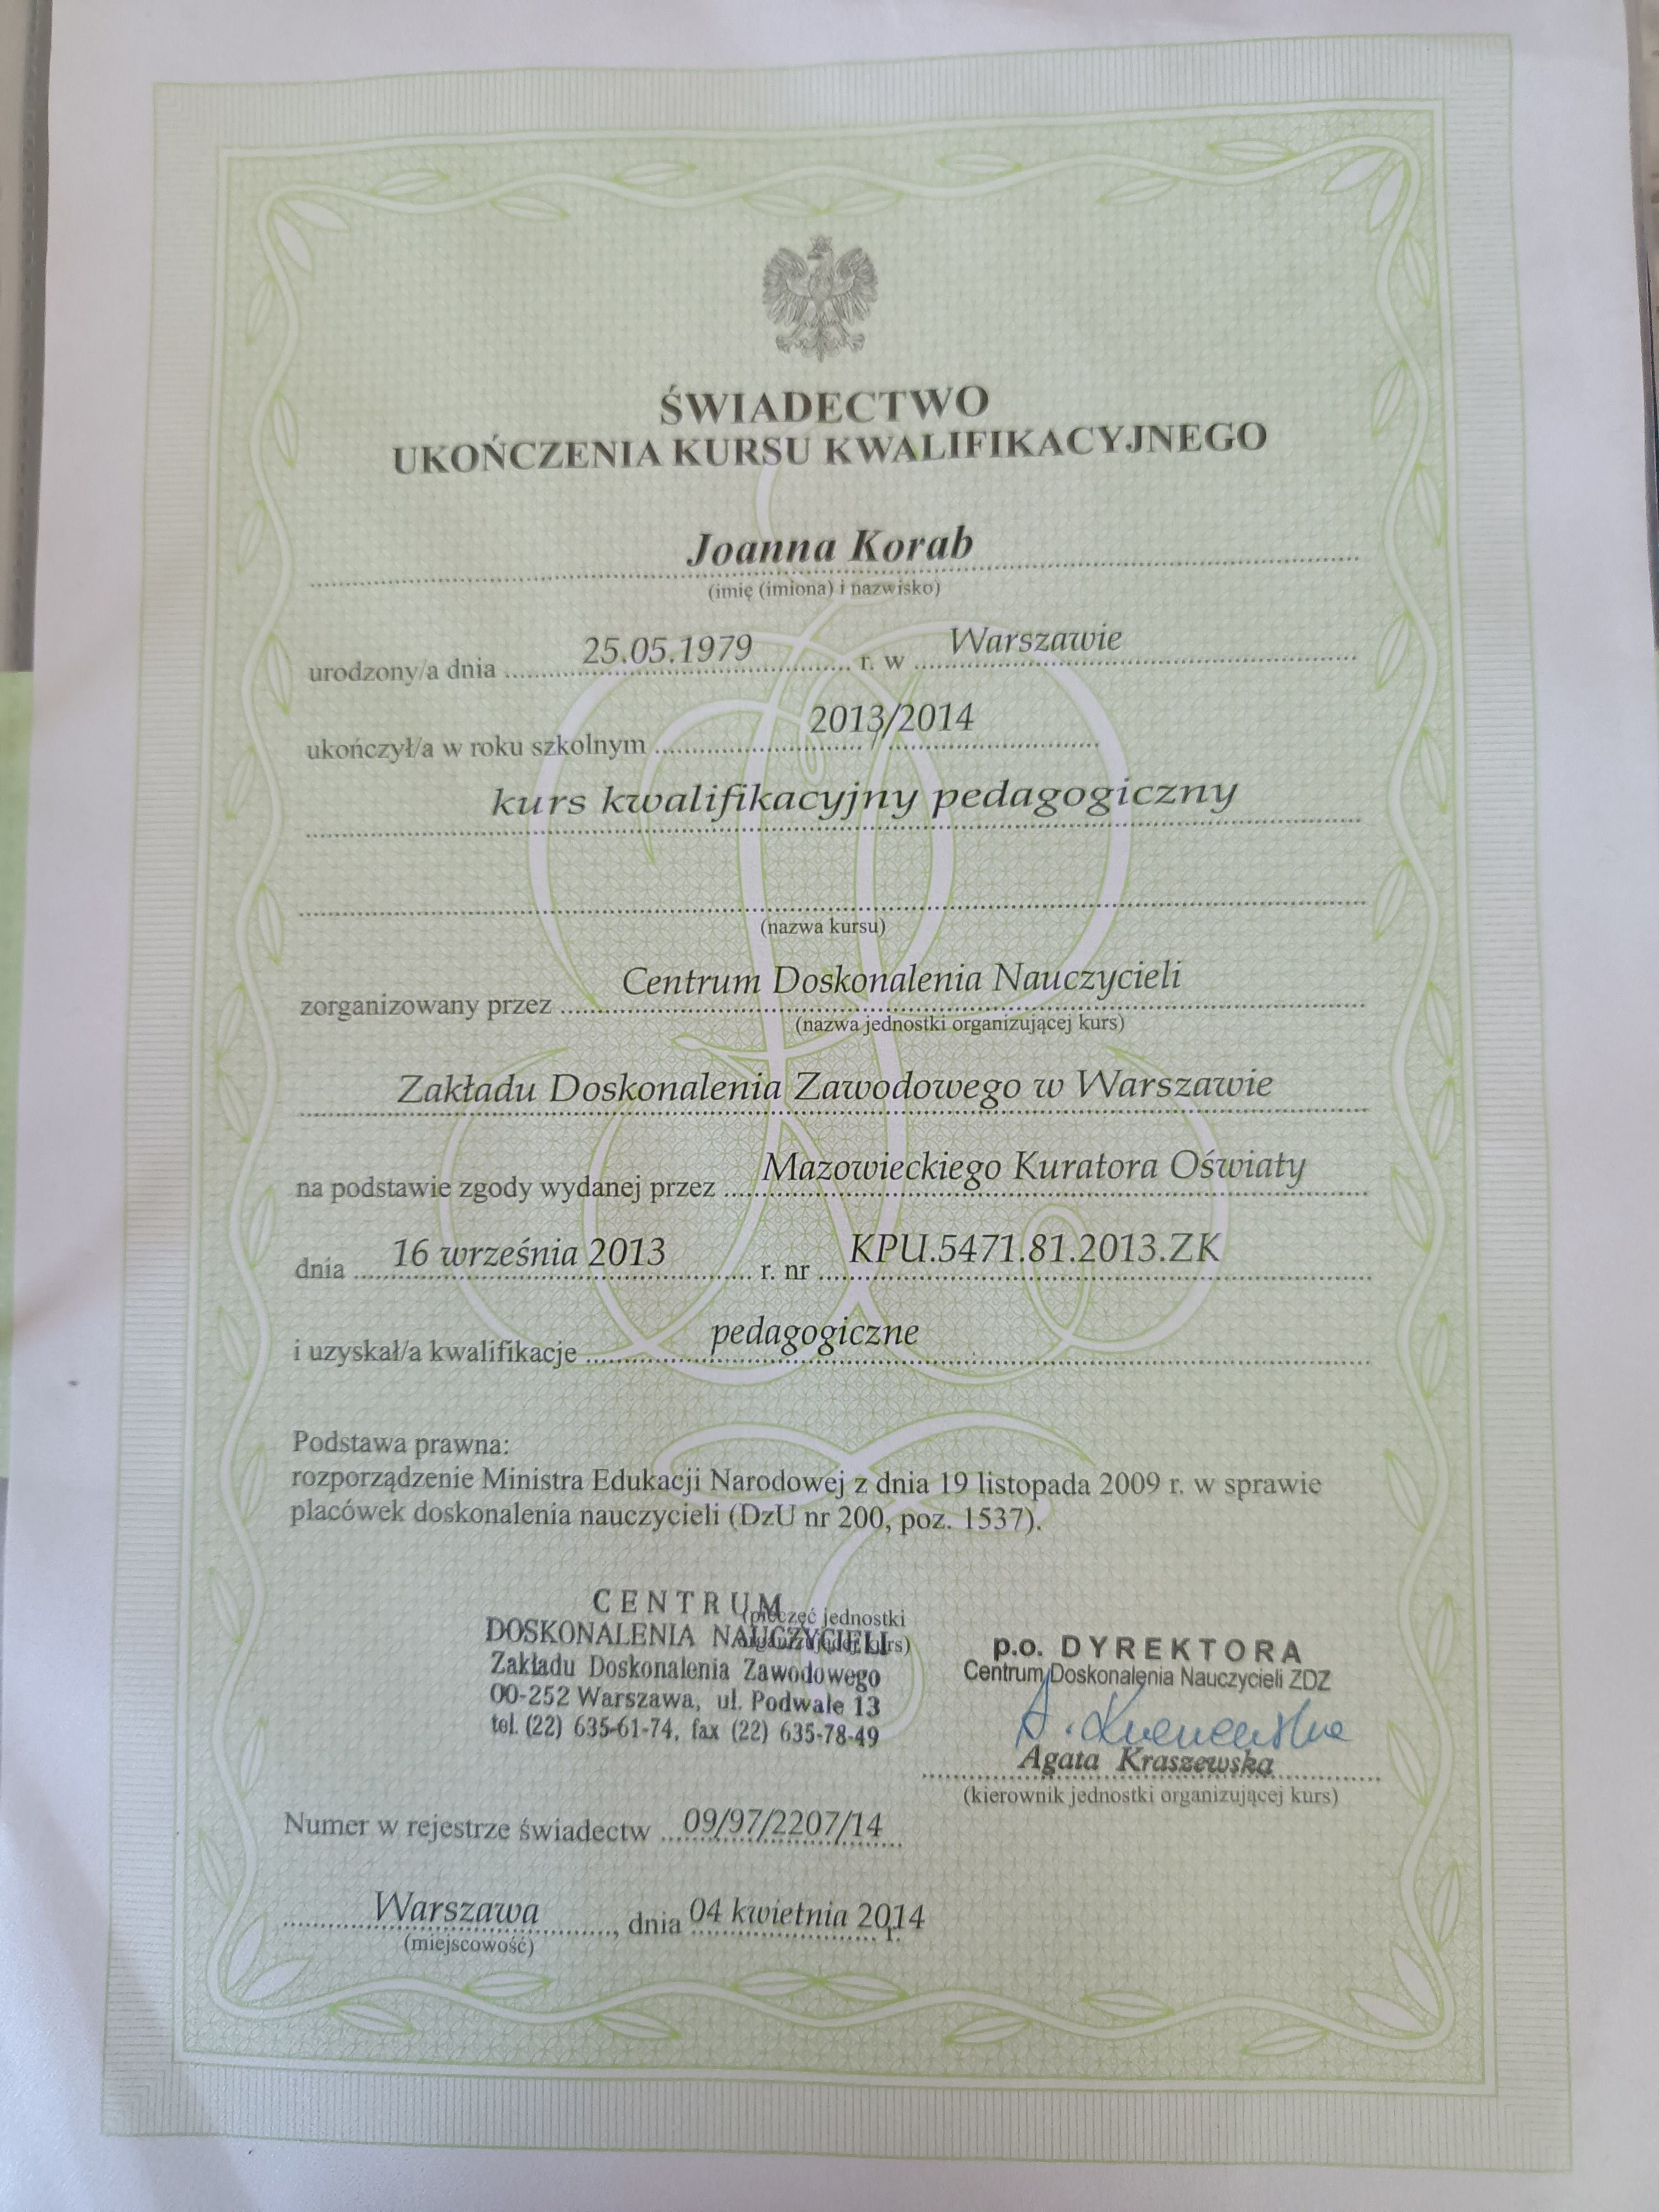 ŚWIADECTWO
UKOŃCZENIA KURSU KWALIFIKACYJNEGO
Joanna Korab
(imię (imiona) i nazwisko)
urodzony/a dnia 25.05.1979 r. w Warszawie
ukończył/a w roku szkolnym 2013/2014
kurs kwalifikacyjny pedagogiczny
(nazwa kursu)
zorganizowany przez Centrum Doskonalenia Nauczycieli
(nazwa jednostki organizującej kurs)
Zakładu Doskonalenia Zawodowego w Warszawie
na podstawie zgody wydanej przez Mazowieckiego Kuratora Oświaty
dnia 16 września 2013 r. nr KPU.5471.81.2013.ZK
i uzyskał/a kwalifikacje pedagogiczne
Podstawa prawna:
rozporządzenie Ministra Edukacji Narodowej z dnia 19 listopada 2009 r. w sprawie
placówek doskonalenia nauczycieli (DzU nr 200, poz. 1537).
CENTRUM
(pieczęć jednostki
DOSKONALENIA NAUCZYCIELI
organizującej kurs)
Zakładu Doskonalenia Zawodowego
00-252 Warszawa, ul. Podwale 13
tel. (22) 635-61-74, fax (22) 635-78-49
p.o. DYREKTORA
Centrum Doskonalenia Nauczycieli ZDZ
A. Kraszewska
Agata Kraszewska
(kierownik jednostki organizującej kurs)
Numer w rejestrze świadectw 09/97/2207/14
Warszawa, dnia 04 kwietnia 2014 r.
(miejscowość)